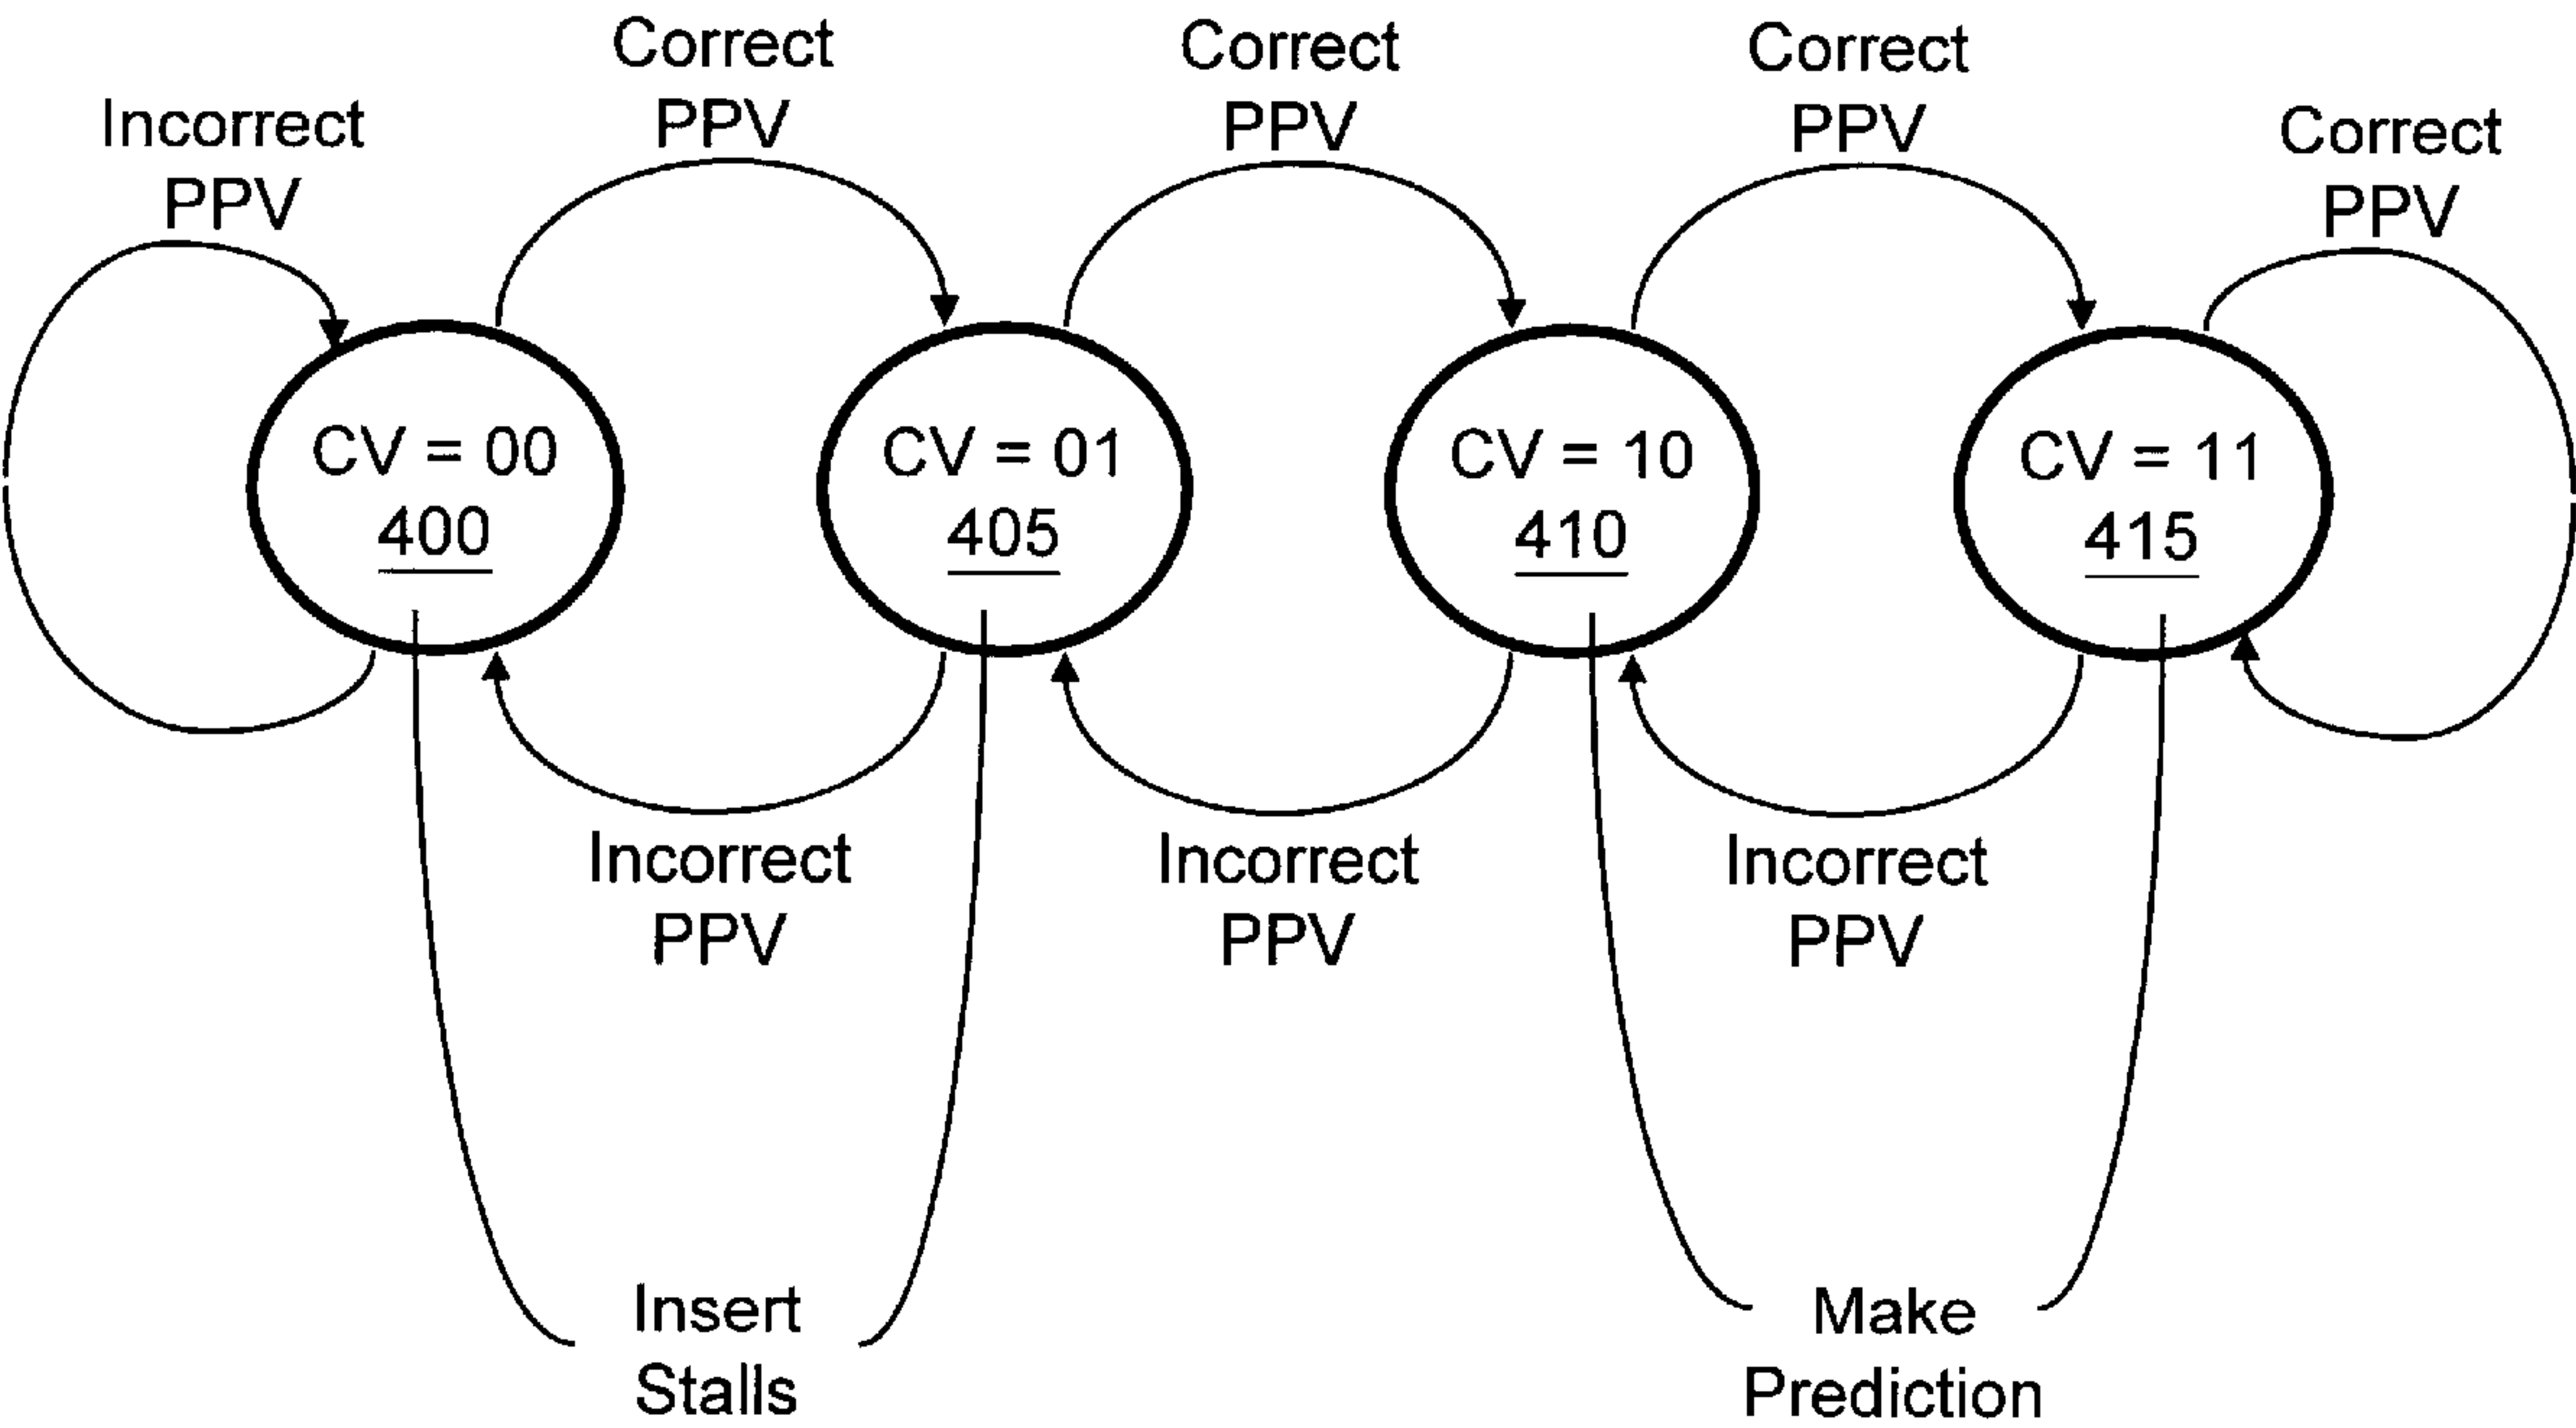 Correct
PPV
Correct
PPV
Correct
PPV
Incorrect
PPV
Correct
PPV
CV = 00
400
CV = 01
405
CV = 10
410
CV = 11
415
Incorrect
PPV
Incorrect
PPV
Incorrect
PPV
Insert
Stalls
Make
Prediction